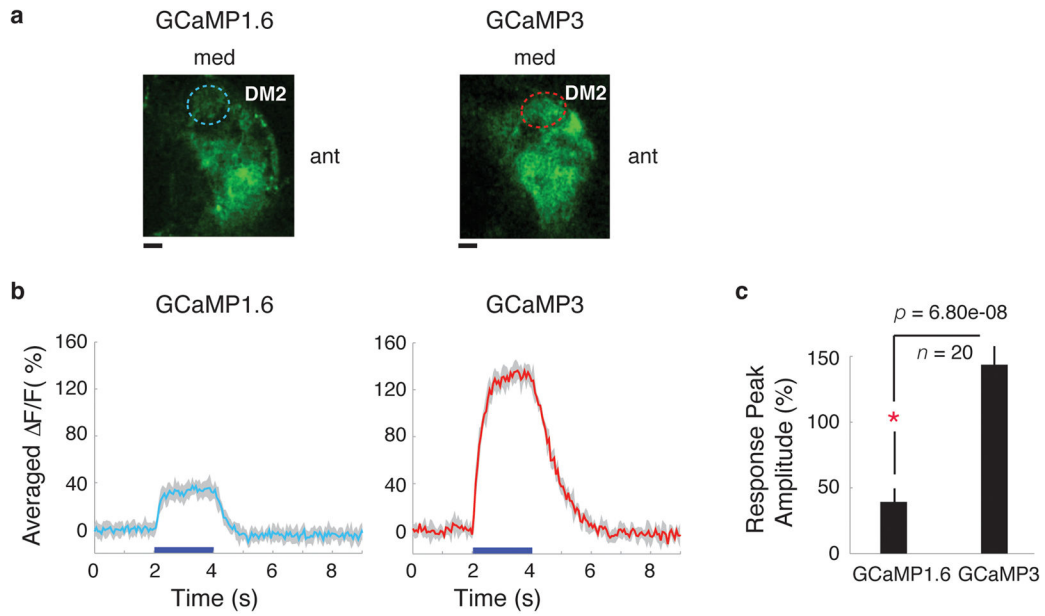 a
GCaMP1.6
GCaMP3
med
med
DM2
DM2
ant
ant
b
GCaMP1.6
GCaMP3
Averaged ΔF/F( %)
160
120
80
40
0
0 2 4 6 8
Time (s)
160
120
80
40
0
0 2 4 6 8
Time (s)
c
p = 6.80e-08
n = 20
*
Response Peak
Amplitude (%)
150
100
50
0
GCaMP1.6 GCaMP3